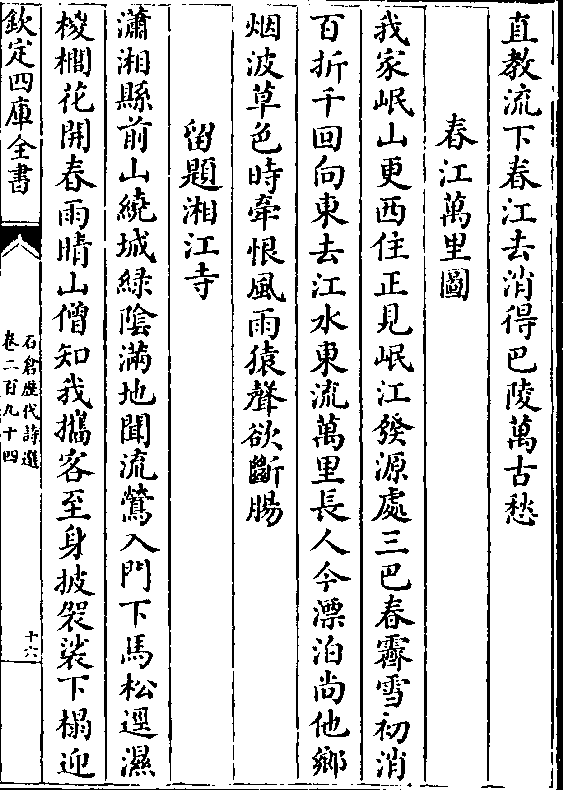 直教流下春江去消得巴陵萬古愁
春江萬里圖
我家岷山更西住正見岷江發源處三巴春霽雪初消
百折千回向東去江水東流萬里長人今漂泊尚他鄉
烟波草色時牽恨風雨猿聲欲斷腸
留題湘江寺
瀟湘縣前山繞城綠陰滿地聞流鶯入門下馬松逕濕
椶櫚花開春雨晴山僧知我攜客至身披袈裟下榻迎
欽定四庫全書
石倉歷代詩選
卷二百九十四
十六